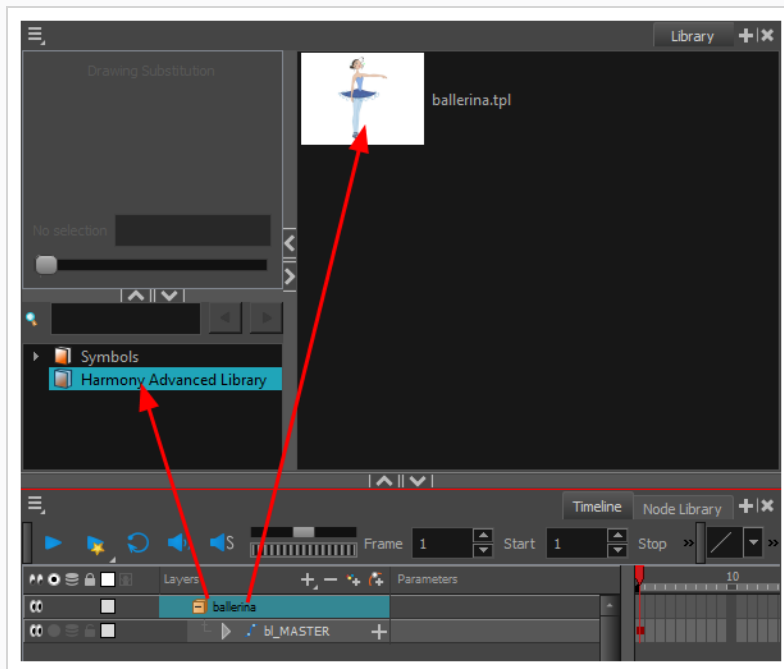 Library
Drawing Substitution
ballerina.tpl
No selection
Symbols
Harmony Advanced Library
Timeline
Node Library
S
Frame 1 Start 1 Stop
Layers Parameters 10
ballerina
bl_MASTER